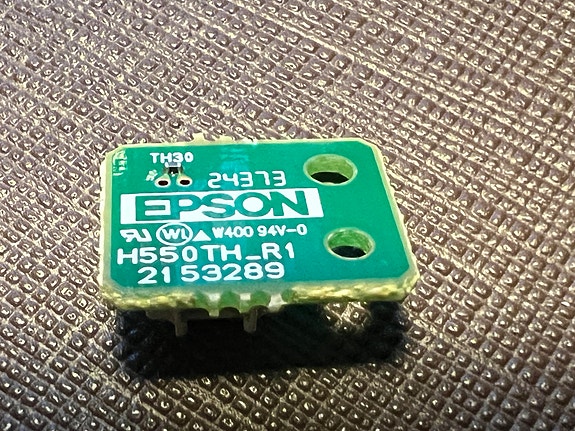 TH30
24373
EPSON
W400 94V-0
H550TH_R1
2153289